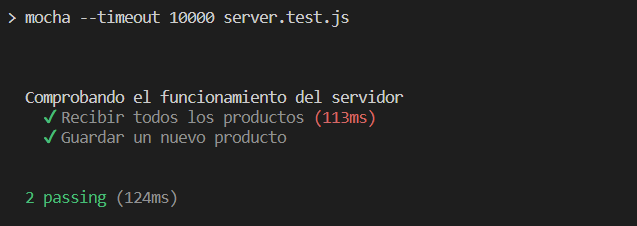 > mocha --timeout 10000 server.test.js
Comprobando el funcionamiento del servidor
✓ Recibir todos los productos (113ms)
✓ Guardar un nuevo producto
2 passing (124ms)